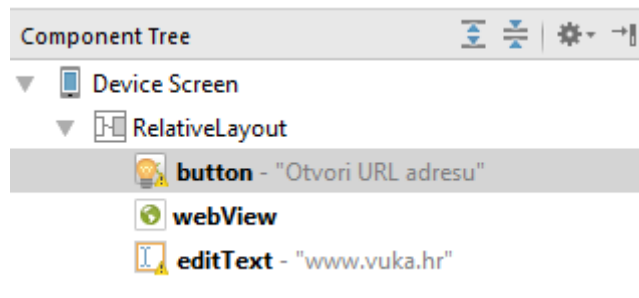 Component Tree
Device Screen
RelativeLayout
button - "Otvori URL adresu"
webView
editText - "www.vuka.hr"